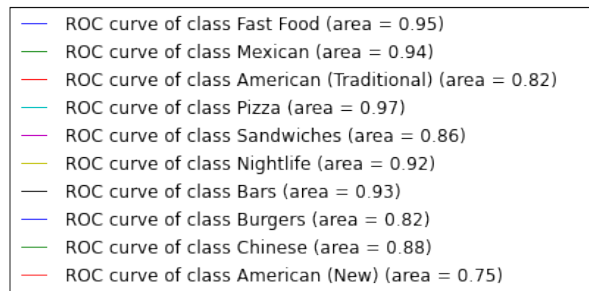 ROC curve of class Fast Food (area = 0.95)
ROC curve of class Mexican (area = 0.94)
ROC curve of class American (Traditional) (area = 0.82)
ROC curve of class Pizza (area = 0.97)
ROC curve of class Sandwiches (area = 0.86)
ROC curve of class Nightlife (area = 0.92)
ROC curve of class Bars (area = 0.93)
ROC curve of class Burgers (area = 0.82)
ROC curve of class Chinese (area = 0.88)
ROC curve of class American (New) (area = 0.75)